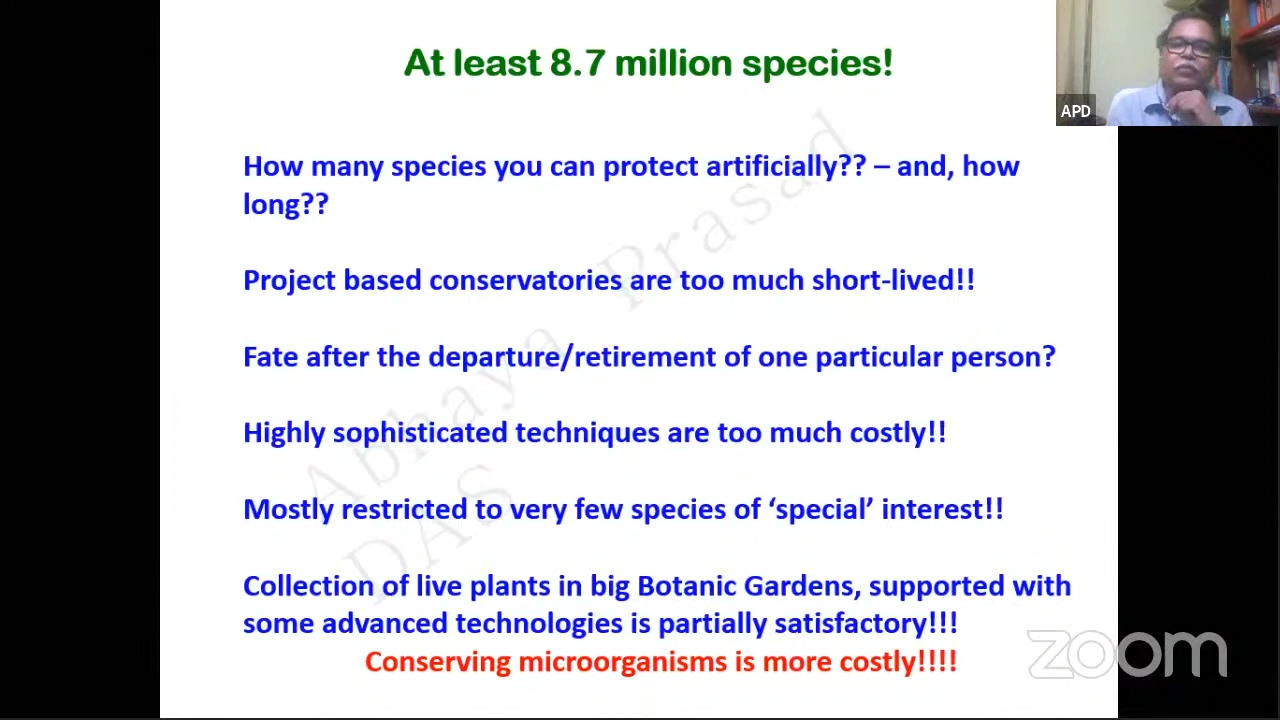 At least 8.7 million species!
APD
How many species you can protect artificially?? – and, how
long??
Project based conservatories are too much short-lived!!
Fate after the departure/retirement of one particular person?
Highly sophisticated techniques are too much costly!!
Mostly restricted to very few species of ‘special’ interest!!
Collection of live plants in big Botanic Gardens, supported with
some advanced technologies is partially satisfactory!!!
Conserving microorganisms is more costly!!!!
Abhaya Prasad
DAS
zoom